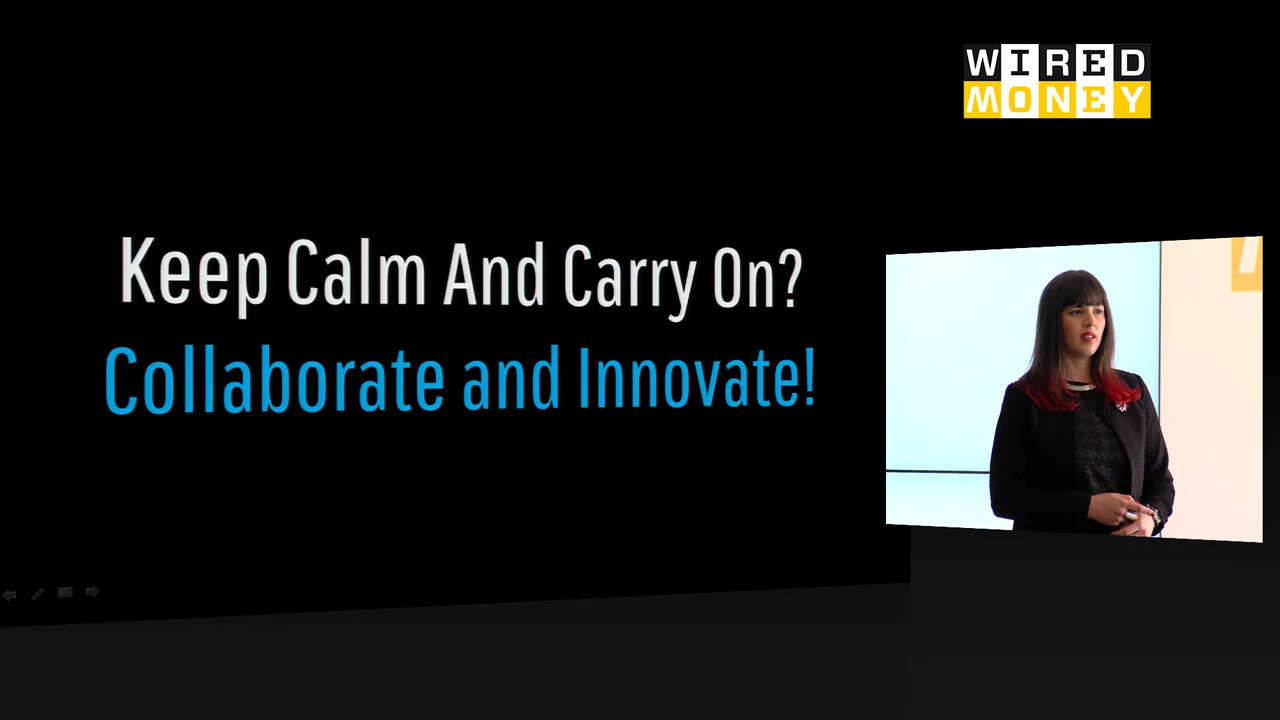 WIRED
MONEY
Keep Calm And Carry On?
Collaborate and Innovate!